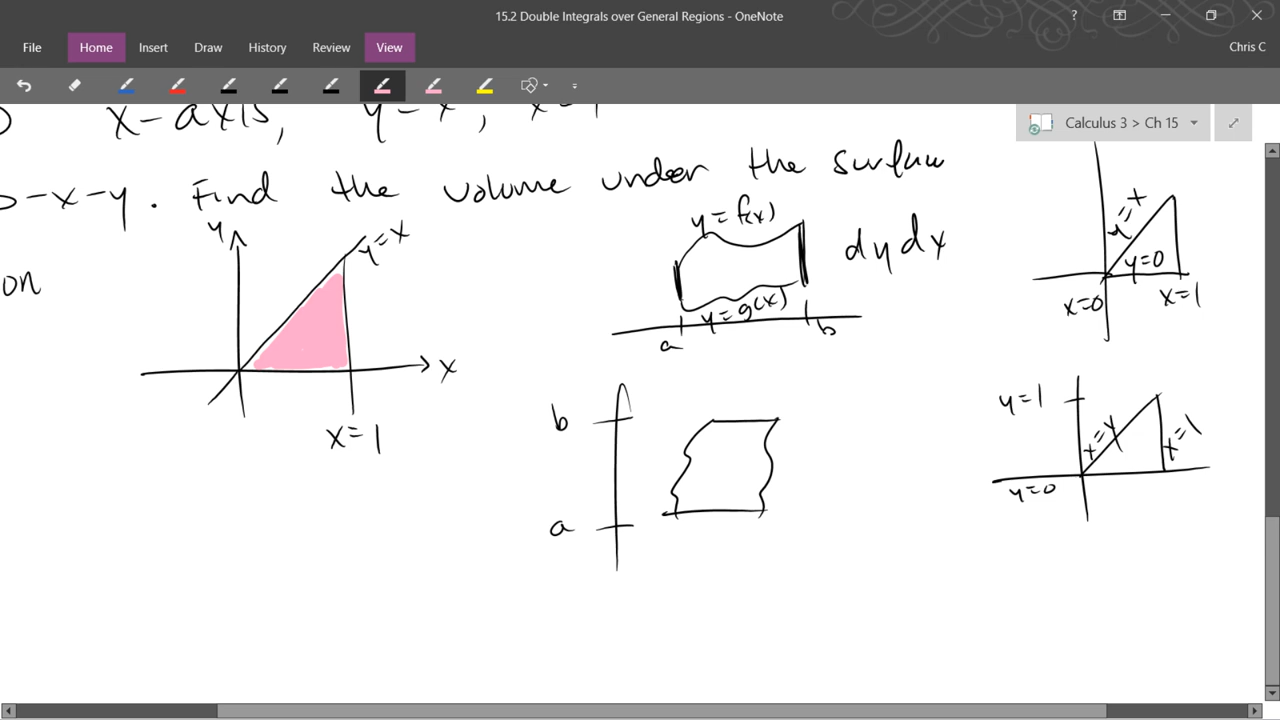 15.2 Double Integrals over General Regions - OneNote
?
File Home Insert Draw History Review View
Chris C
Calculus 3 > Ch 15
x-axis,
-x-y. Find the volume under the surface
on
y
y=x
x
x=1
y=f(x)
y=g(x)
a
b
dydx
y=x
y=0
x=0
x=1
b
a
y=1
x=y
x=1
y=0